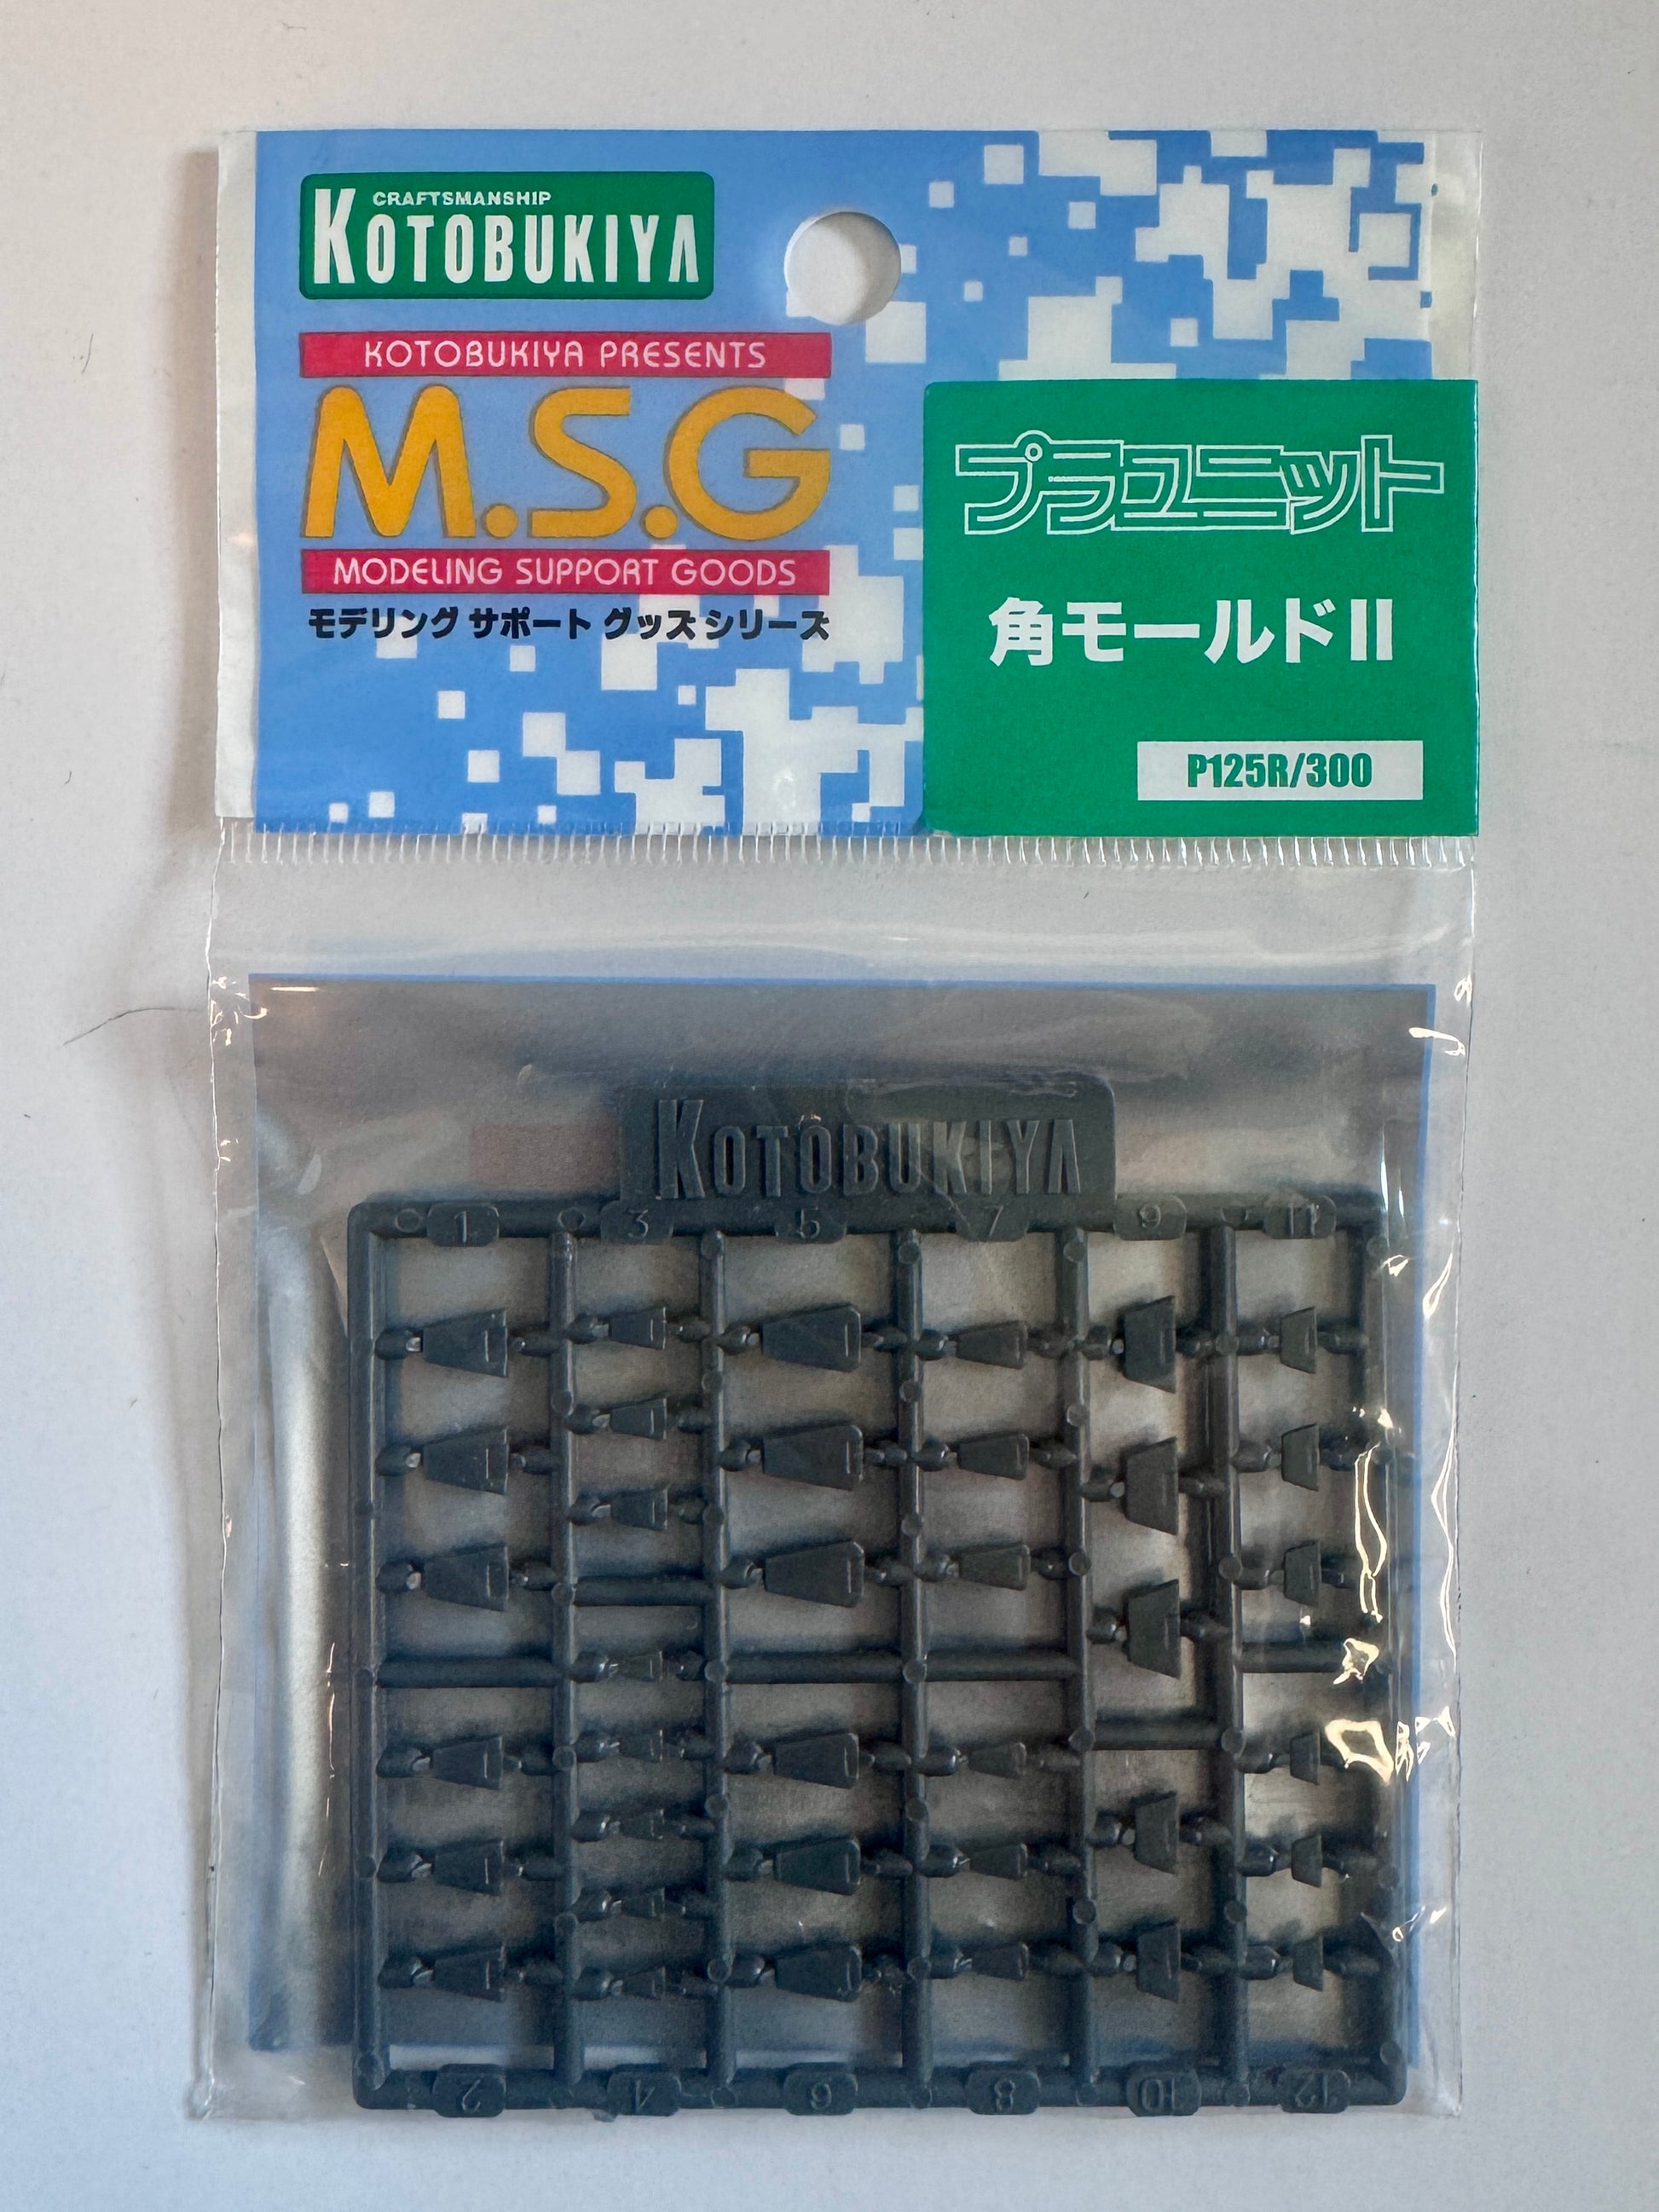 CRAFTSMANSHIP
KOTOBUKIYA
KOTOBUKIYA PRESENTS
M.S.G
MODELING SUPPORT GOODS
モデリング サポート グッズシリーズ
プラユニット
角モールドII
P125R/300
KOTOBUKIYA
1 3 5 7 9 11
2 4 6 8 10 12